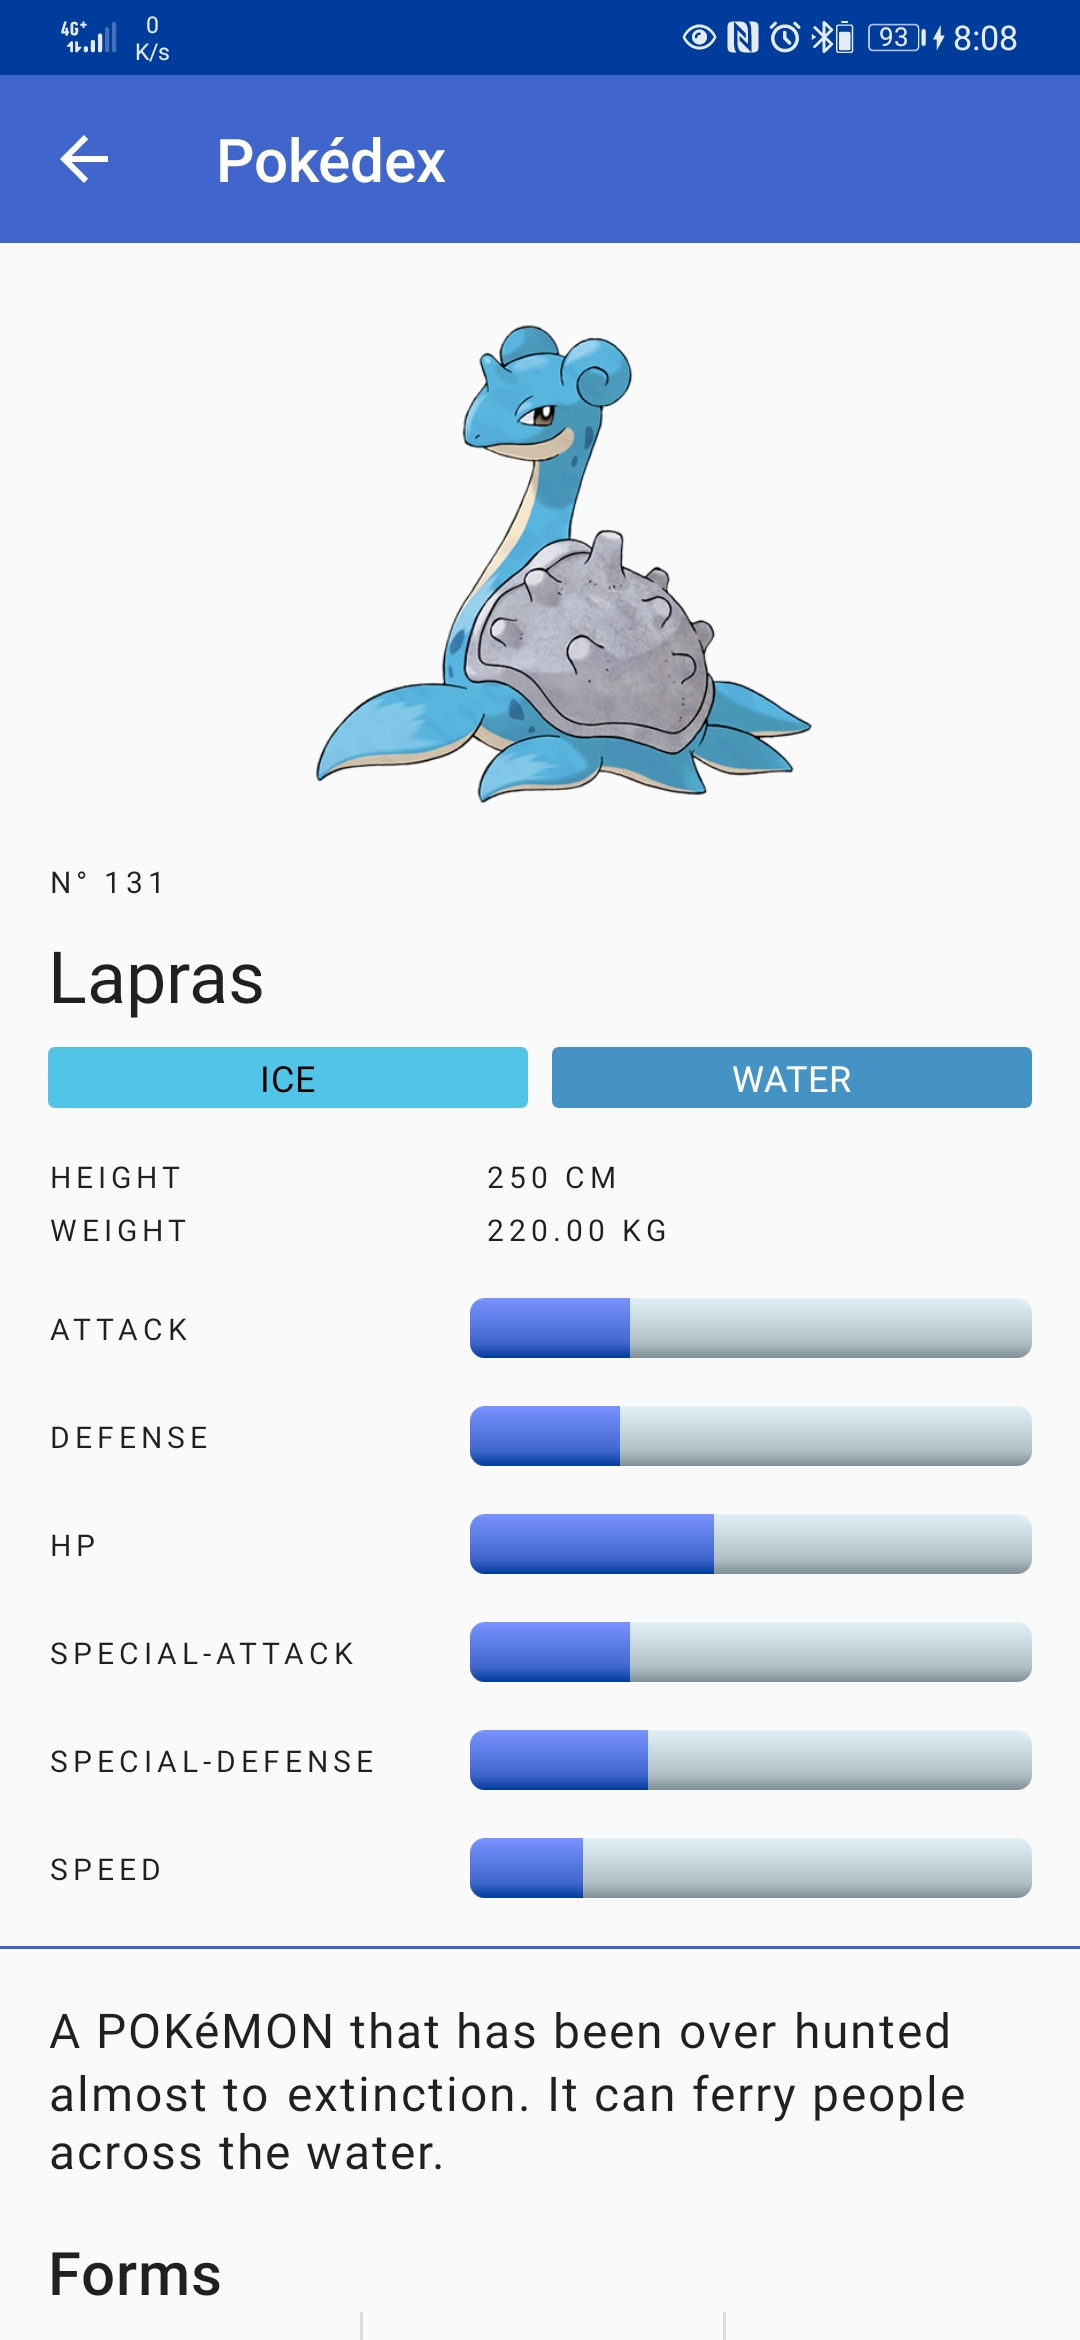 4G+
0
K/s
93
8:08
Pokédex
N° 131
Lapras
ICE
WATER
HEIGHT 250 CM
WEIGHT 220.00 KG
ATTACK
DEFENSE
HP
SPECIAL-ATTACK
SPECIAL-DEFENSE
SPEED
A POKéMON that has been over hunted
almost to extinction. It can ferry people
across the water.
Forms